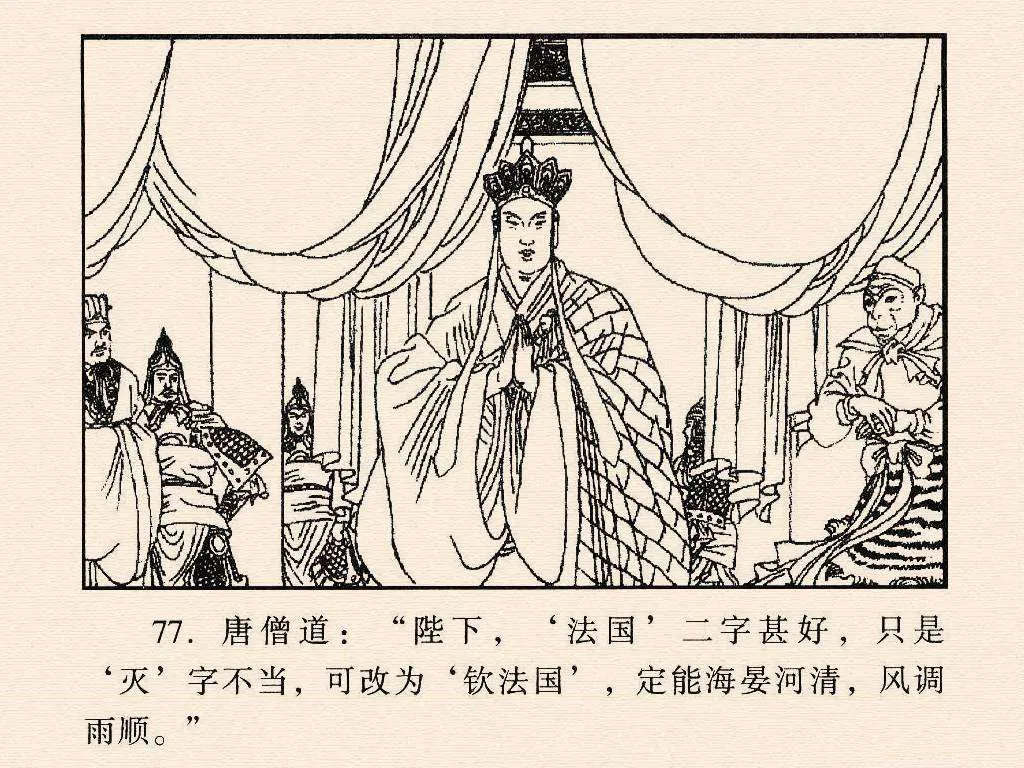 77. 唐僧道：“陛下，‘法国’二字甚好，只是
‘灭’字不当，可改为‘钦法国’，定能海晏河清，风调
雨顺。”